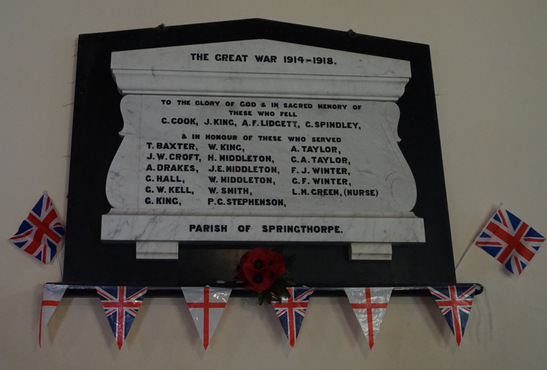 THE GREAT WAR 1914-1918.
TO THE GLORY OF GOD & IN SACRED MEMORY OF
THESE WHO FELL
C. COOK, J. KING, A. F. LIDGETT, C. SPINDLEY,
& IN HONOUR OF THESE WHO SERVED
T. BAXTER, W. KING, A. TAYLOR,
J. W. CROFT, H. MIDDLETON, C. A. TAYLOR,
A. DRAKES, J. E. MIDDLETON, F. J. WINTER,
G. HALL, W. MIDDLETON, G. F. WINTER,
G. W. KELL, W. SMITH, L. M. GREEN, (NURSE)
G. KING, P. G. STEPHENSON,
PARISH OF SPRINGTHORPE.